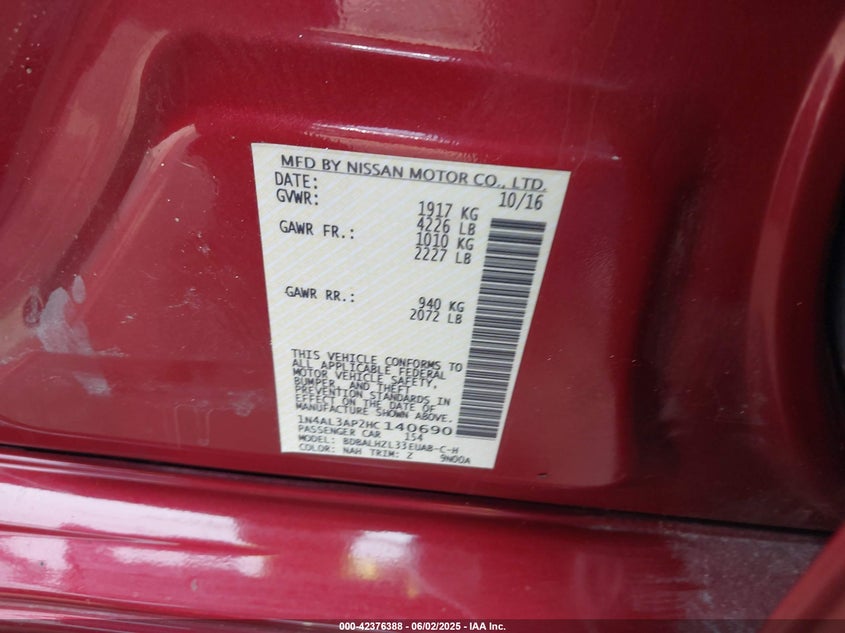 MFD BY NISSAN MOTOR CO., LTD.
DATE: 10/16
GVWR: 1917 KG
4226 LB
GAWR FR.: 1010 KG
2227 LB
GAWR RR.: 940 KG
2072 LB
THIS VEHICLE CONFORMS TO
ALL APPLICABLE FEDERAL
MOTOR VEHICLE SAFETY,
BUMPER, AND THEFT
PREVENTION STANDARDS IN
EFFECT ON THE DATE OF
MANUFACTURE SHOWN ABOVE.
1N4AL3AP2HC140690
PASSENGER CAR 154
MODEL: BDBALHZL33EUAB-C-H
COLOR: NAH TRIM: Z 9N00A
000-42376388 - 06/02/2025 - IAA Inc.